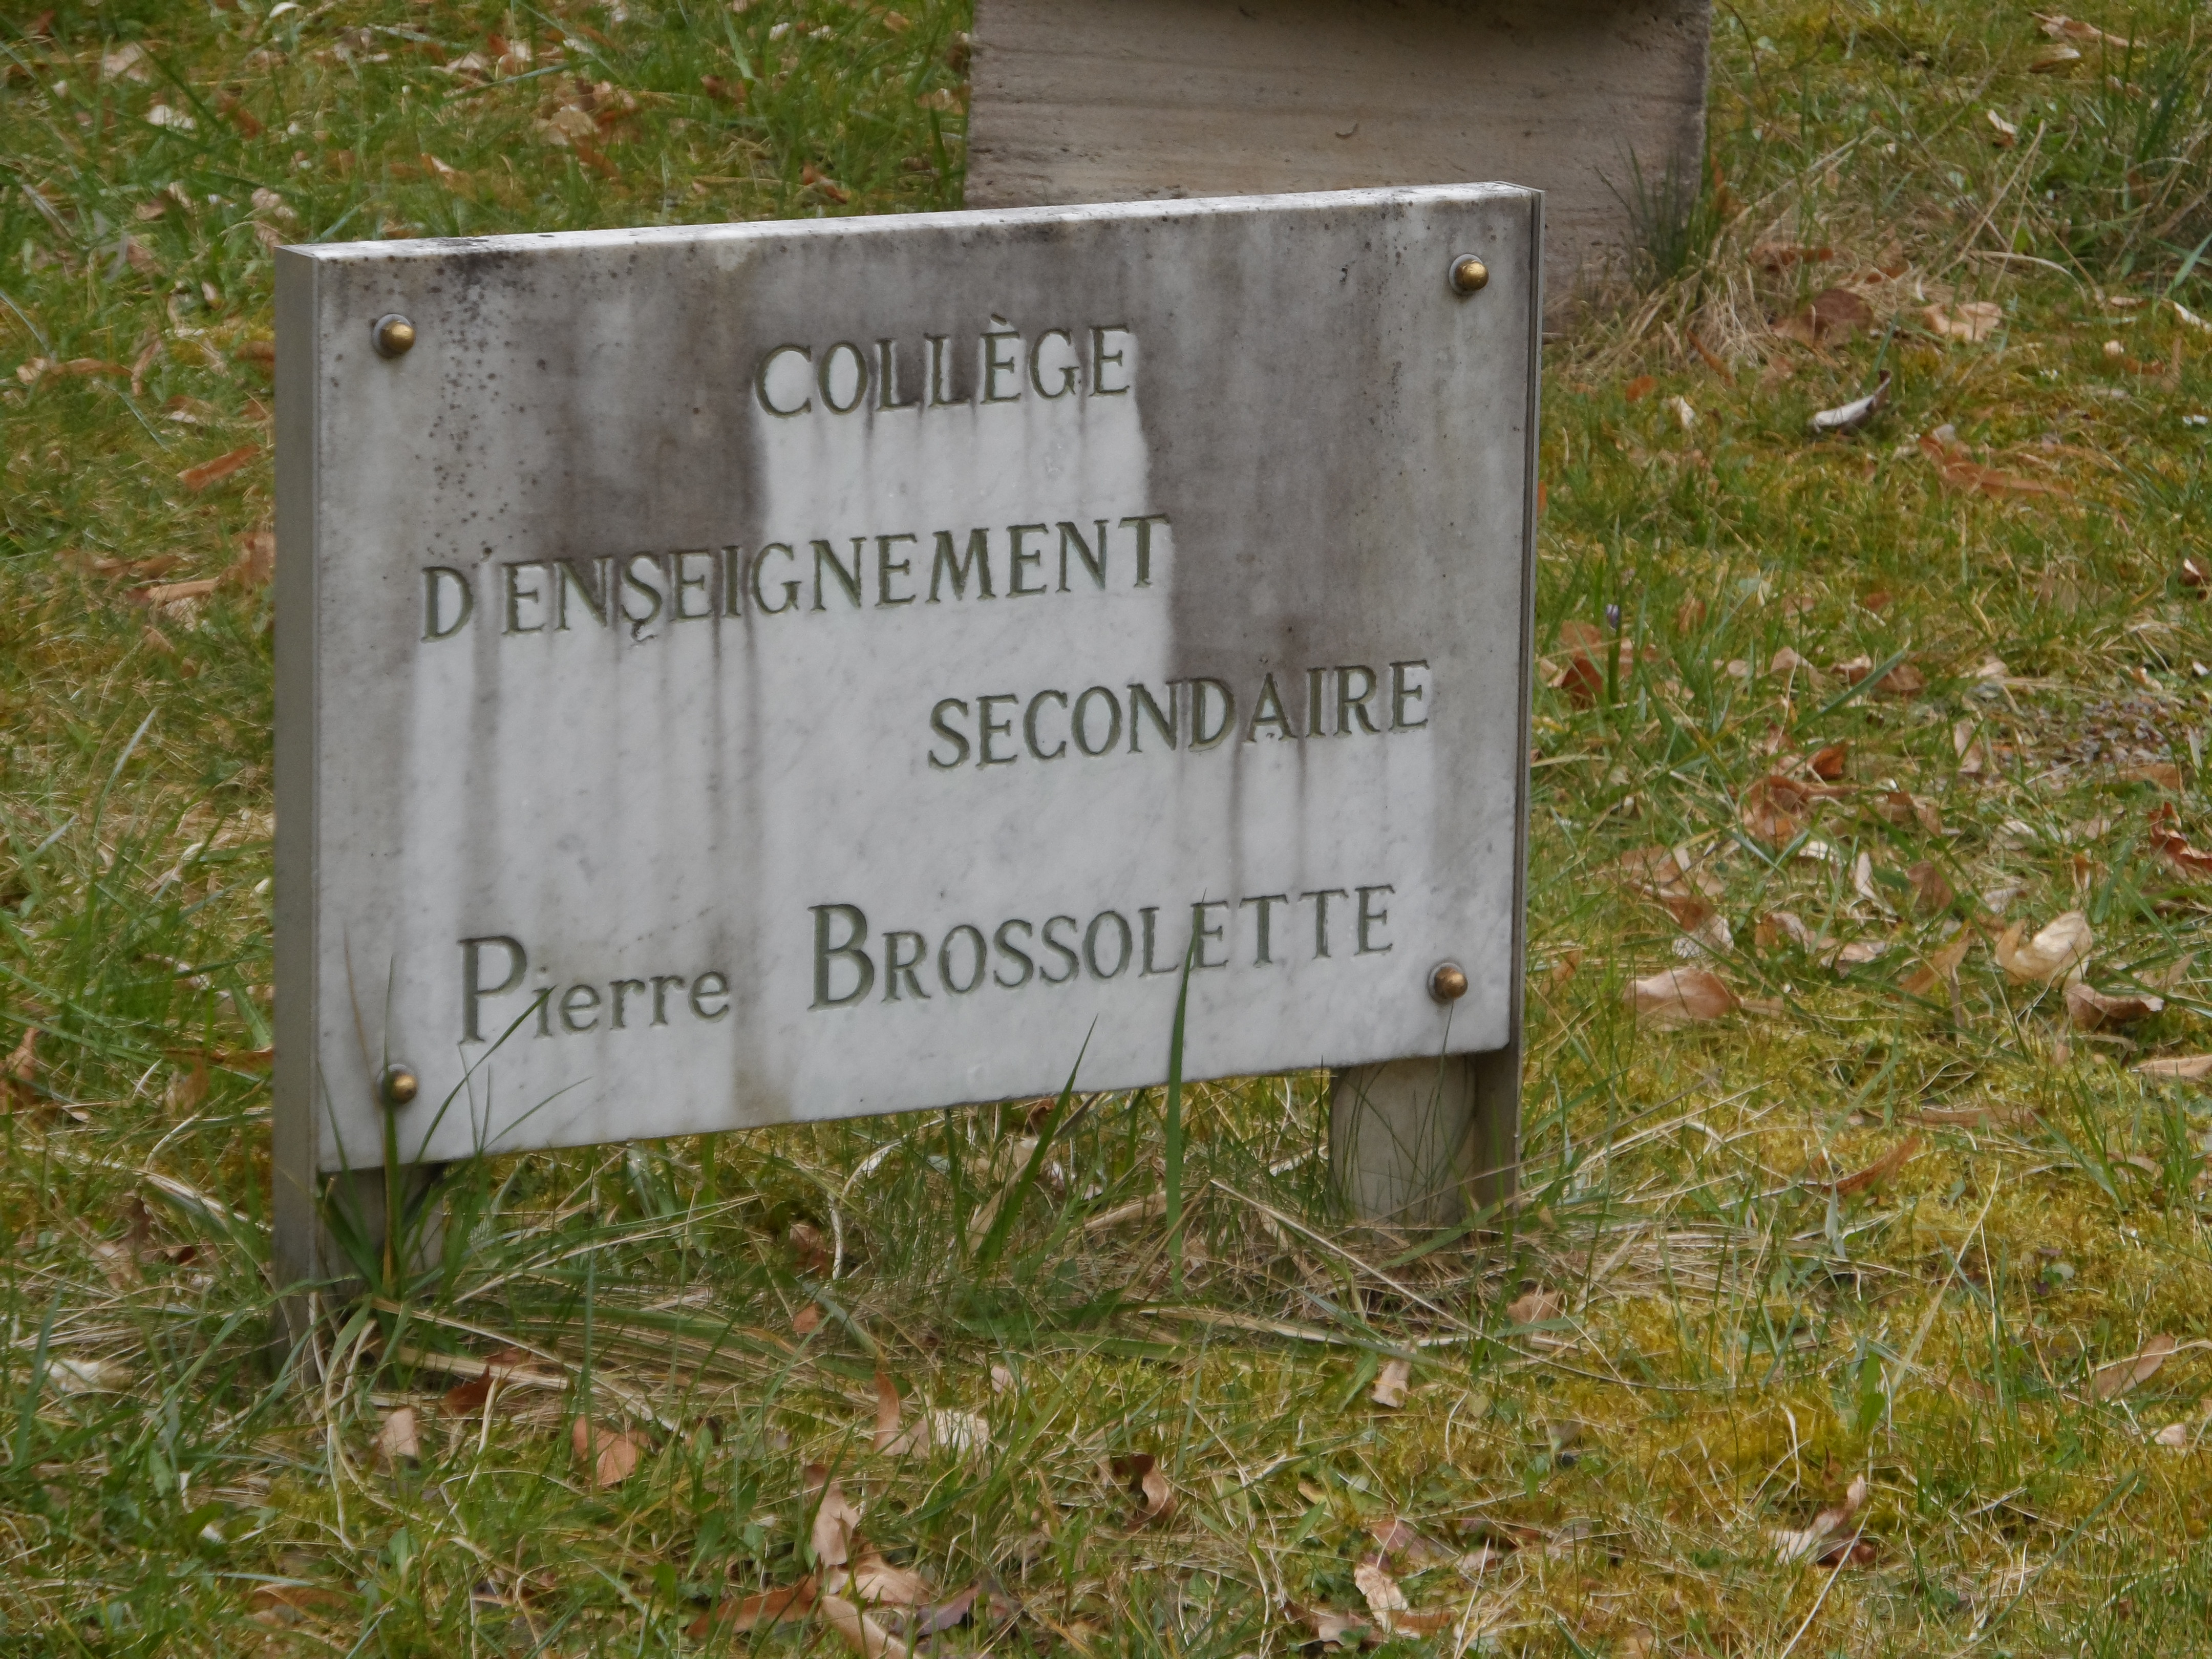 COLLÈGE
D'ENSEIGNEMENT
SECONDAIRE
Pierre BROSSOLETTE